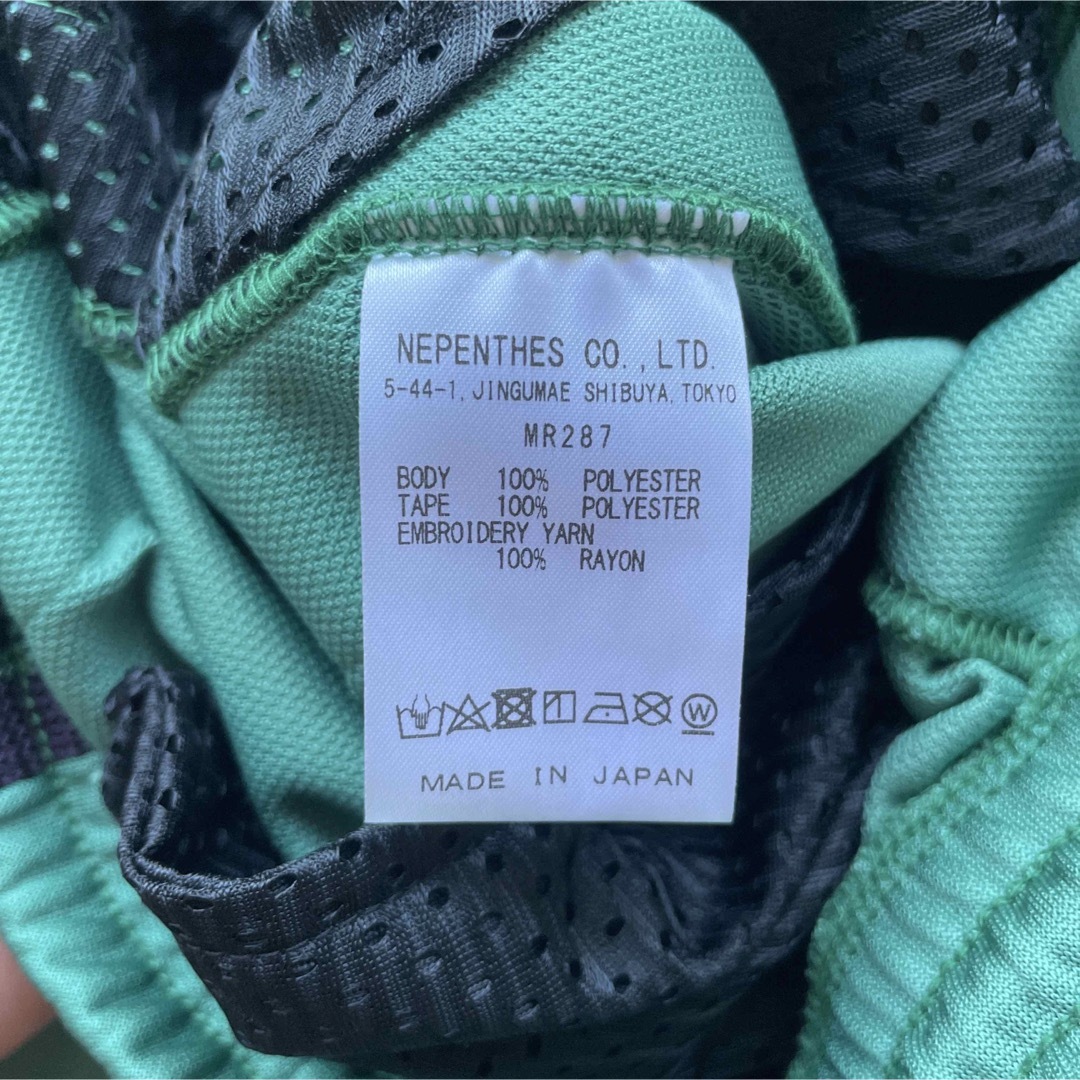 NEPENTHES CO., LTD.
5-44-1, JINGUMAE SHIBUYA, TOKYO
MR287
BODY 100% POLYESTER
TAPE 100% POLYESTER
EMBROIDERY YARN
100% RAYON
W
MADE IN JAPAN